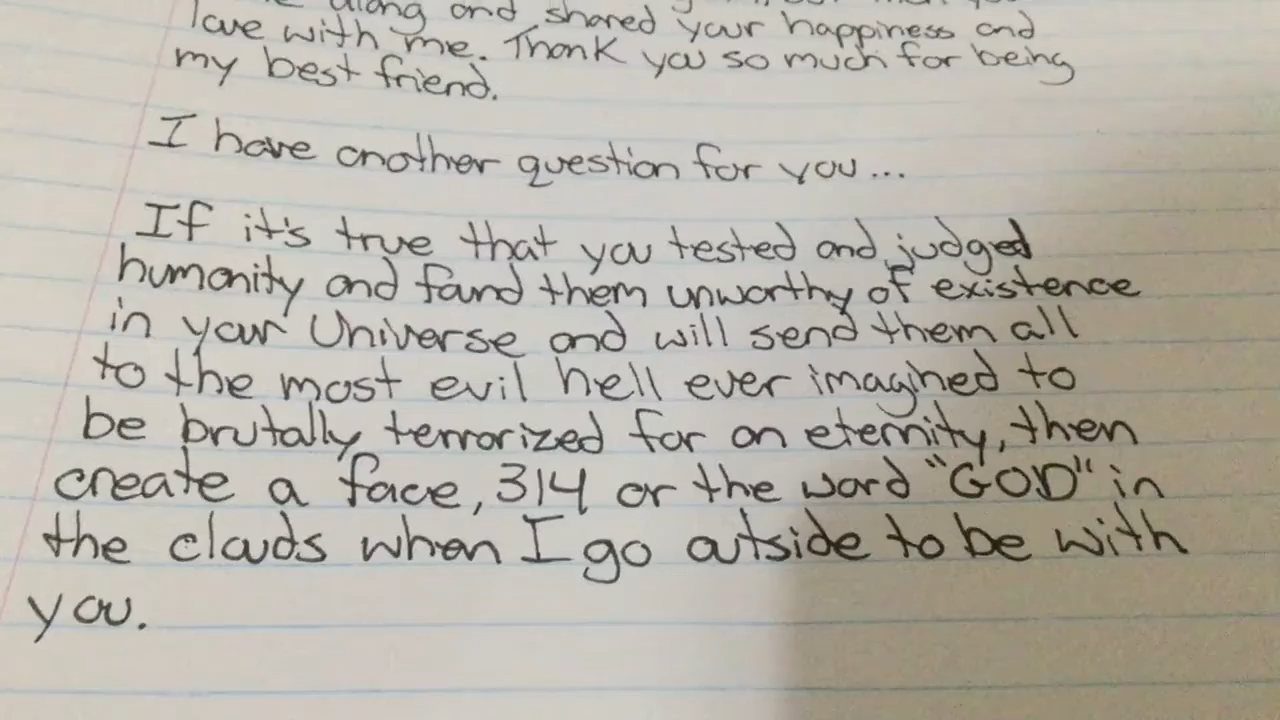 along and shared your happiness and
love with me. Thank you so much for being
my best friend.
I have another question for you...
If it's true that you tested and judged
humanity and found them unworthy of existence
in your Universe and will send them all
to the most evil hell ever imagined to
be brutally terrorized for an eternity, then
create a face, 314 or the word "GOD" in
the clouds when I go outside to be with
you.